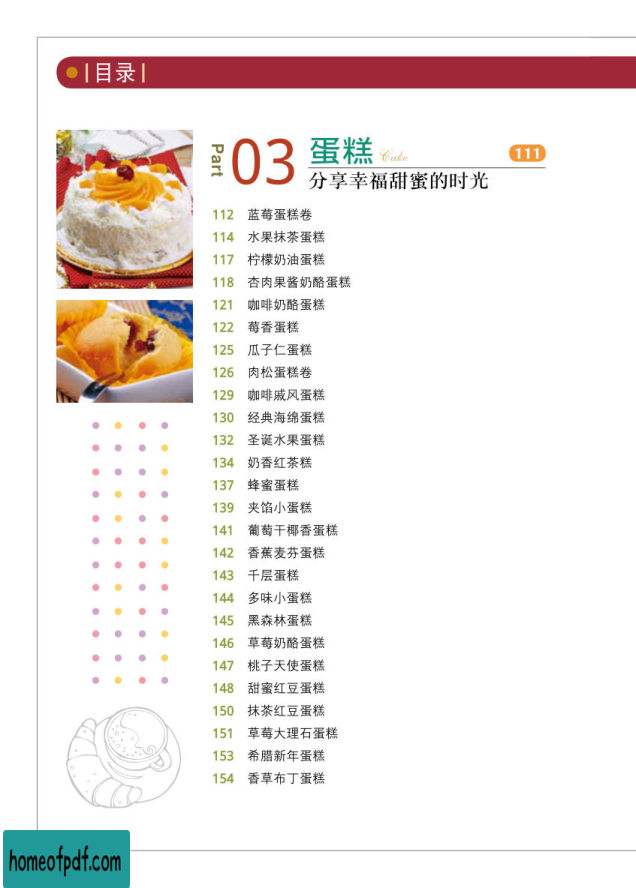 目录
Part 03 蛋糕 Cake 111
分享幸福甜蜜的时光
112 蓝莓蛋糕卷
114 水果抹茶蛋糕
117 柠檬奶油蛋糕
118 杏肉果酱奶酪蛋糕
121 咖啡奶酪蛋糕
122 莓香蛋糕
125 瓜子仁蛋糕
126 肉松蛋糕卷
129 咖啡戚风蛋糕
130 经典海绵蛋糕
132 圣诞水果蛋糕
134 奶香红茶糕
137 蜂蜜蛋糕
139 夹馅小蛋糕
141 葡萄干椰香蛋糕
142 香蕉麦芬蛋糕
143 千层蛋糕
144 多味小蛋糕
145 黑森林蛋糕
146 草莓奶酪蛋糕
147 桃子天使蛋糕
148 甜蜜红豆蛋糕
150 抹茶红豆蛋糕
151 草莓大理石蛋糕
153 希腊新年蛋糕
154 香草布丁蛋糕
homeofpdf.com